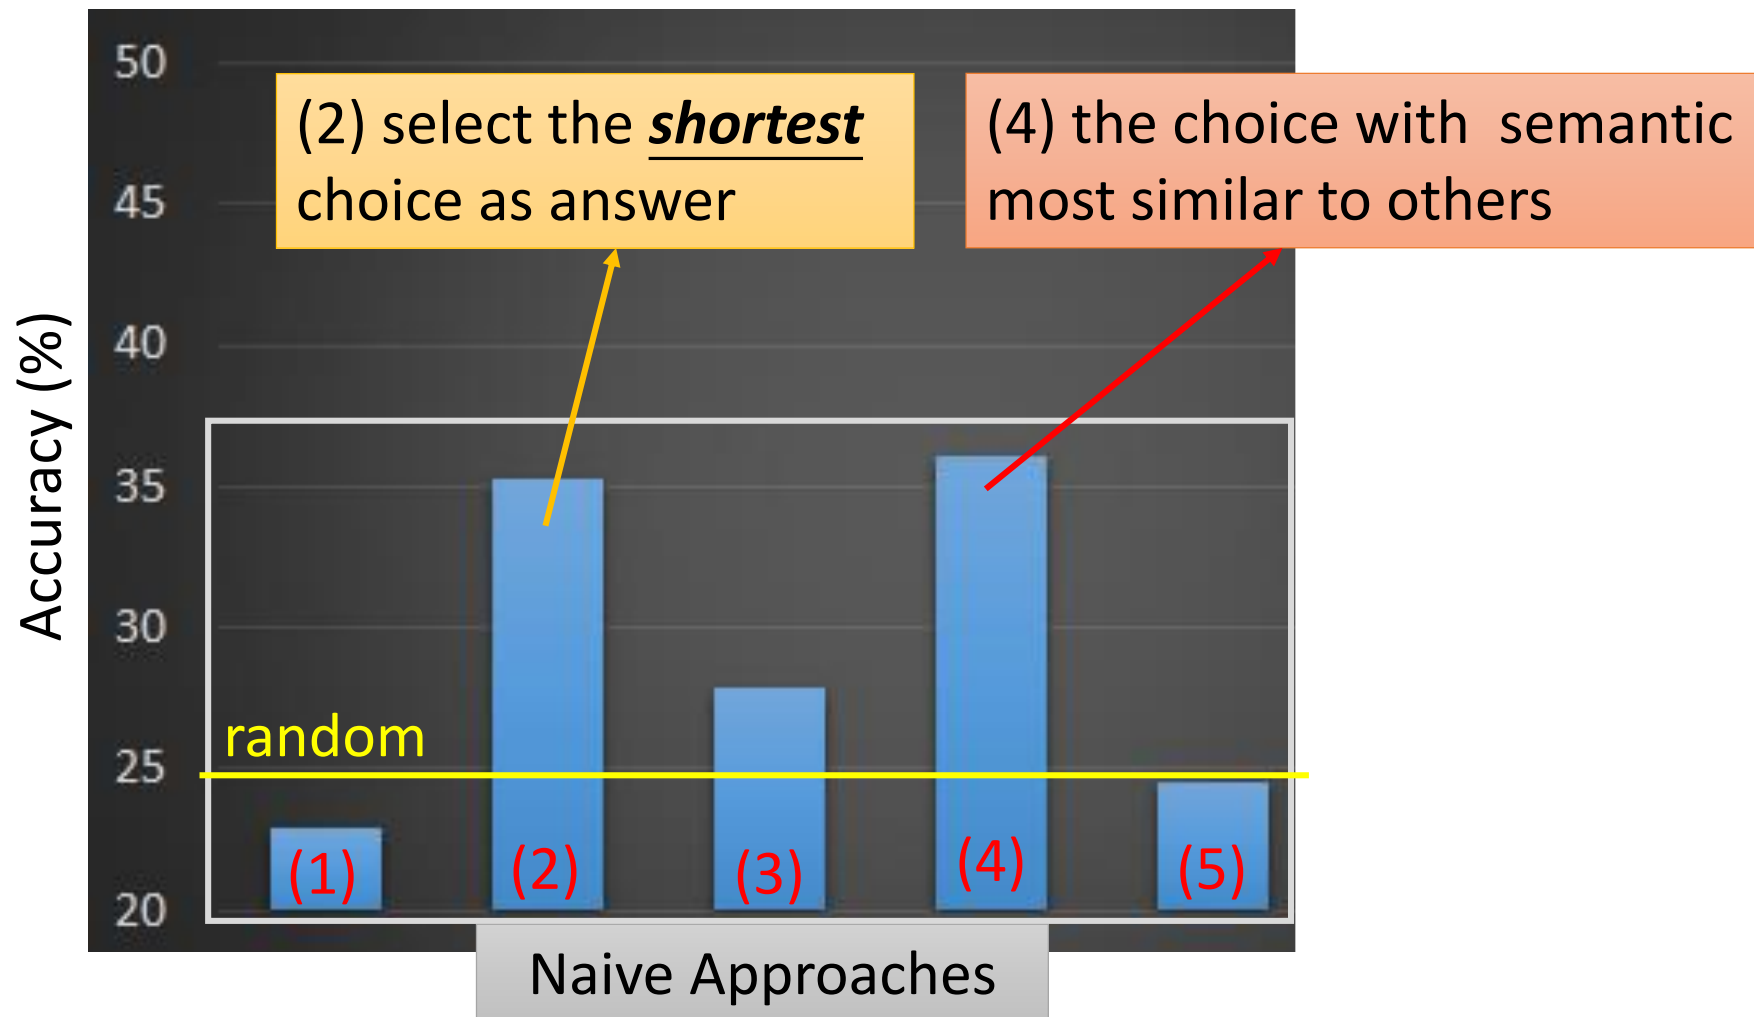 50
(2) select the shortest
choice as answer
(4) the choice with  semantic
most similar to others
45
40
35
30
25
20
Accuracy (%)
random
(1)
(2)
(3)
(4)
(5)
Naive Approaches